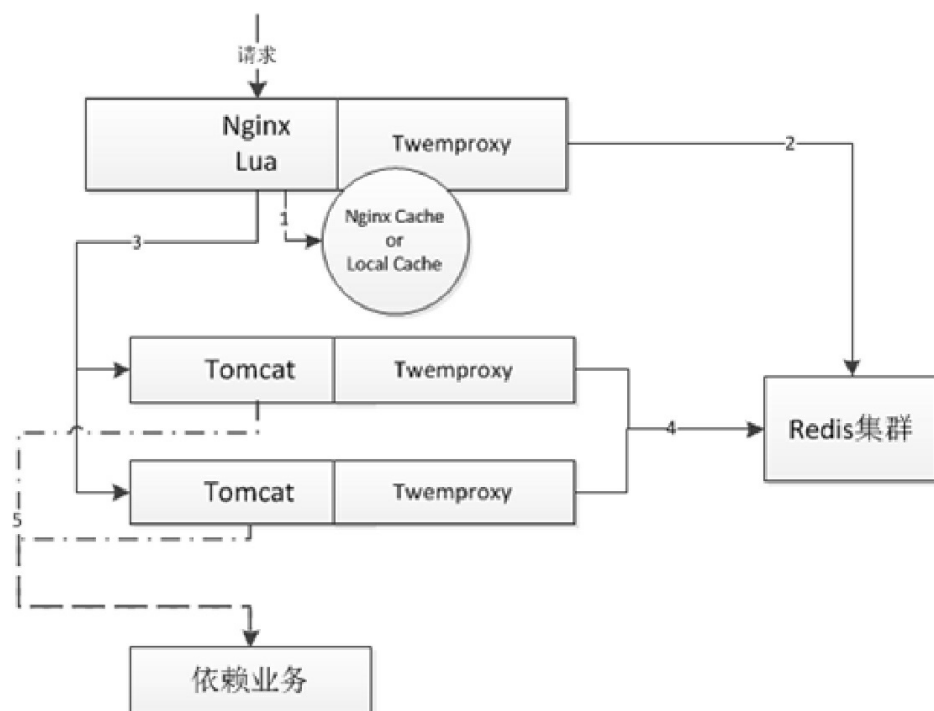 请求
Nginx
Lua
Twemproxy
2
1
Nginx Cache
or
Local Cache
3
Tomcat
Twemproxy
4
Redis集群
Tomcat
Twemproxy
5
依赖业务